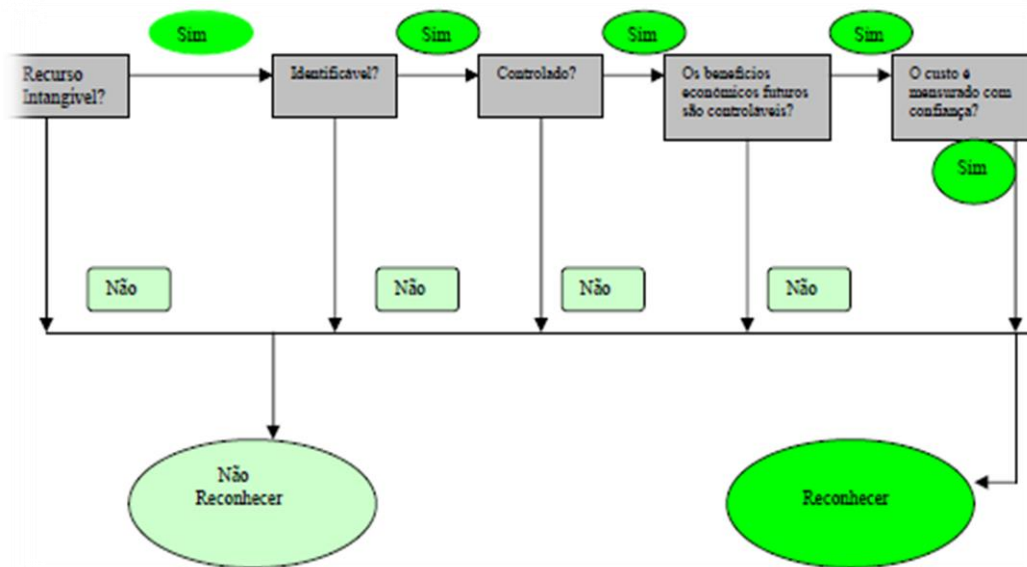 Sim
Sim
Sim
Sim
Recurso
Intangível?
Identificável?
Controlado?
Os benefícios
econômicos futuros
são controláveis?
O custo é
mensurado com
confiança?
Sim
Não
Não
Não
Não
Não
Reconhecer
Reconhecer